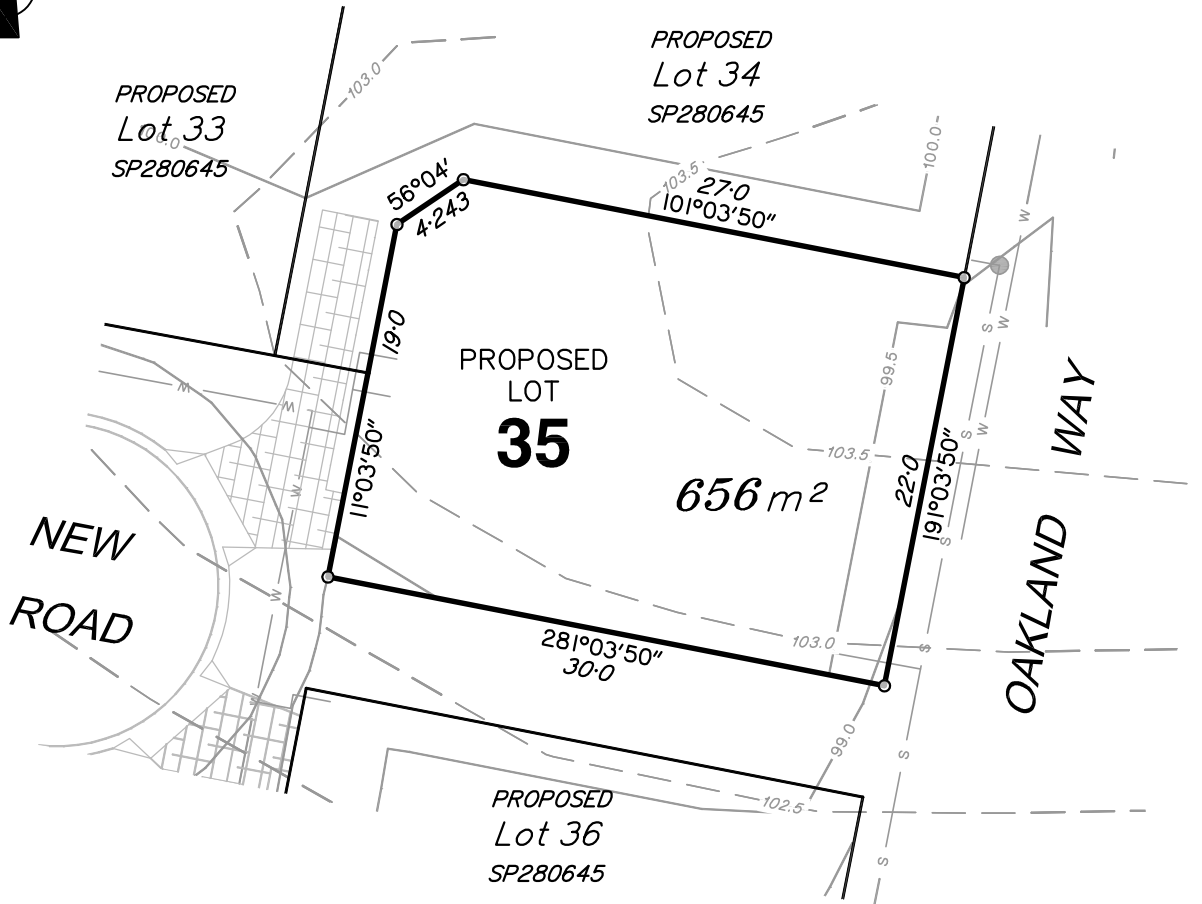 PROPOSED
Lot 34
SP280645
PROPOSED
Lot 33
SP280645
103.0
100.0
100.0
103.5
27·0
101°03'50"
56°04'
4·243
W
19·0
PROPOSED
LOT
35
656 m²
11°03'50"
99.5
103.5
22·0
191°03'50"
S
W
S
W
S
S
S
S
W
W
W
W
W
OAKLAND WAY
NEW
ROAD
281°03'50"
30·0
103.0
99.0
102.5
PROPOSED
Lot 36
SP280645